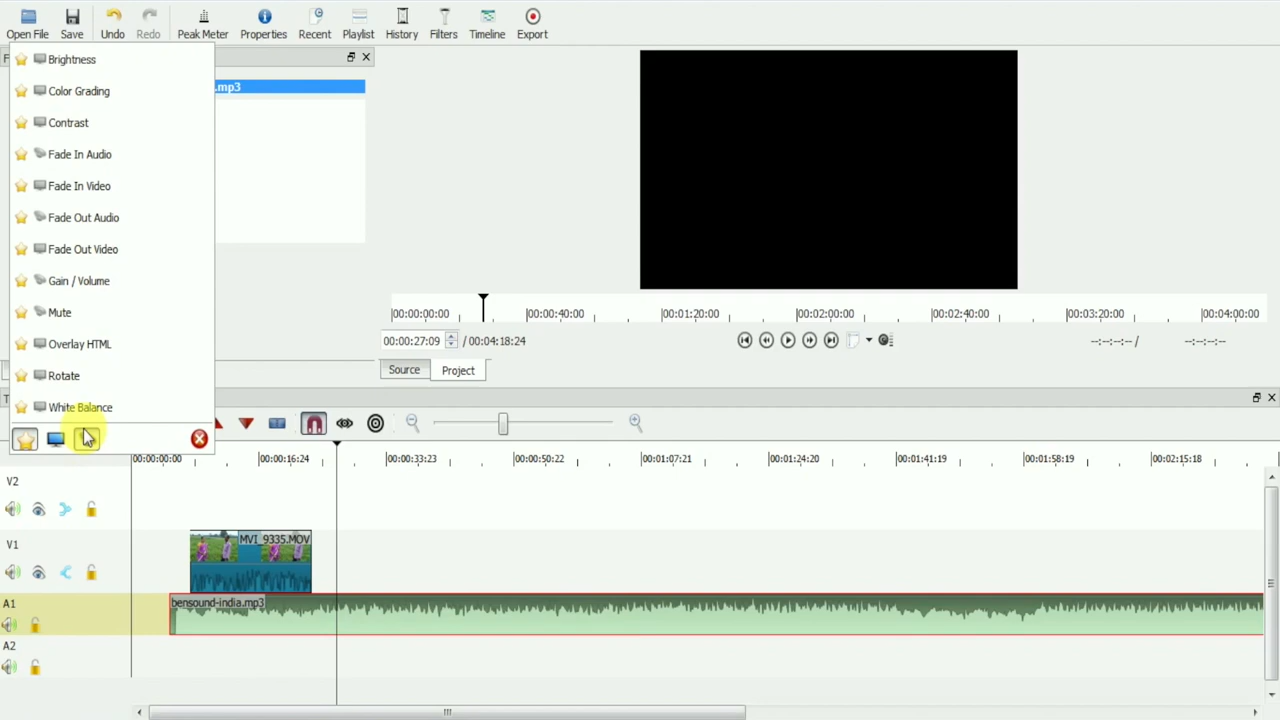 Open File Save Undo Redo Peak Meter Properties Recent Playlist History Filters Timeline Export
F
.mp3
Brightness
Color Grading
Contrast
Fade In Audio
Fade In Video
Fade Out Audio
Fade Out Video
Gain / Volume
Mute
Overlay HTML
Rotate
White Balance
00:00:00:00 00:00:40:00 00:01:20:00 00:02:00:00 00:02:40:00 00:03:20:00 00:04:00:00
00:00:27:09 / 00:04:18:24 --:--:--:-- / --:--:--:--
Source Project
T
00:00:00:00 00:00:16:24 00:00:33:23 00:00:50:22 00:01:07:21 00:01:24:20 00:01:41:19 00:01:58:19 00:02:15:18
V2
V1
MVI_9335.MOV
A1
bensound-india.mp3
A2